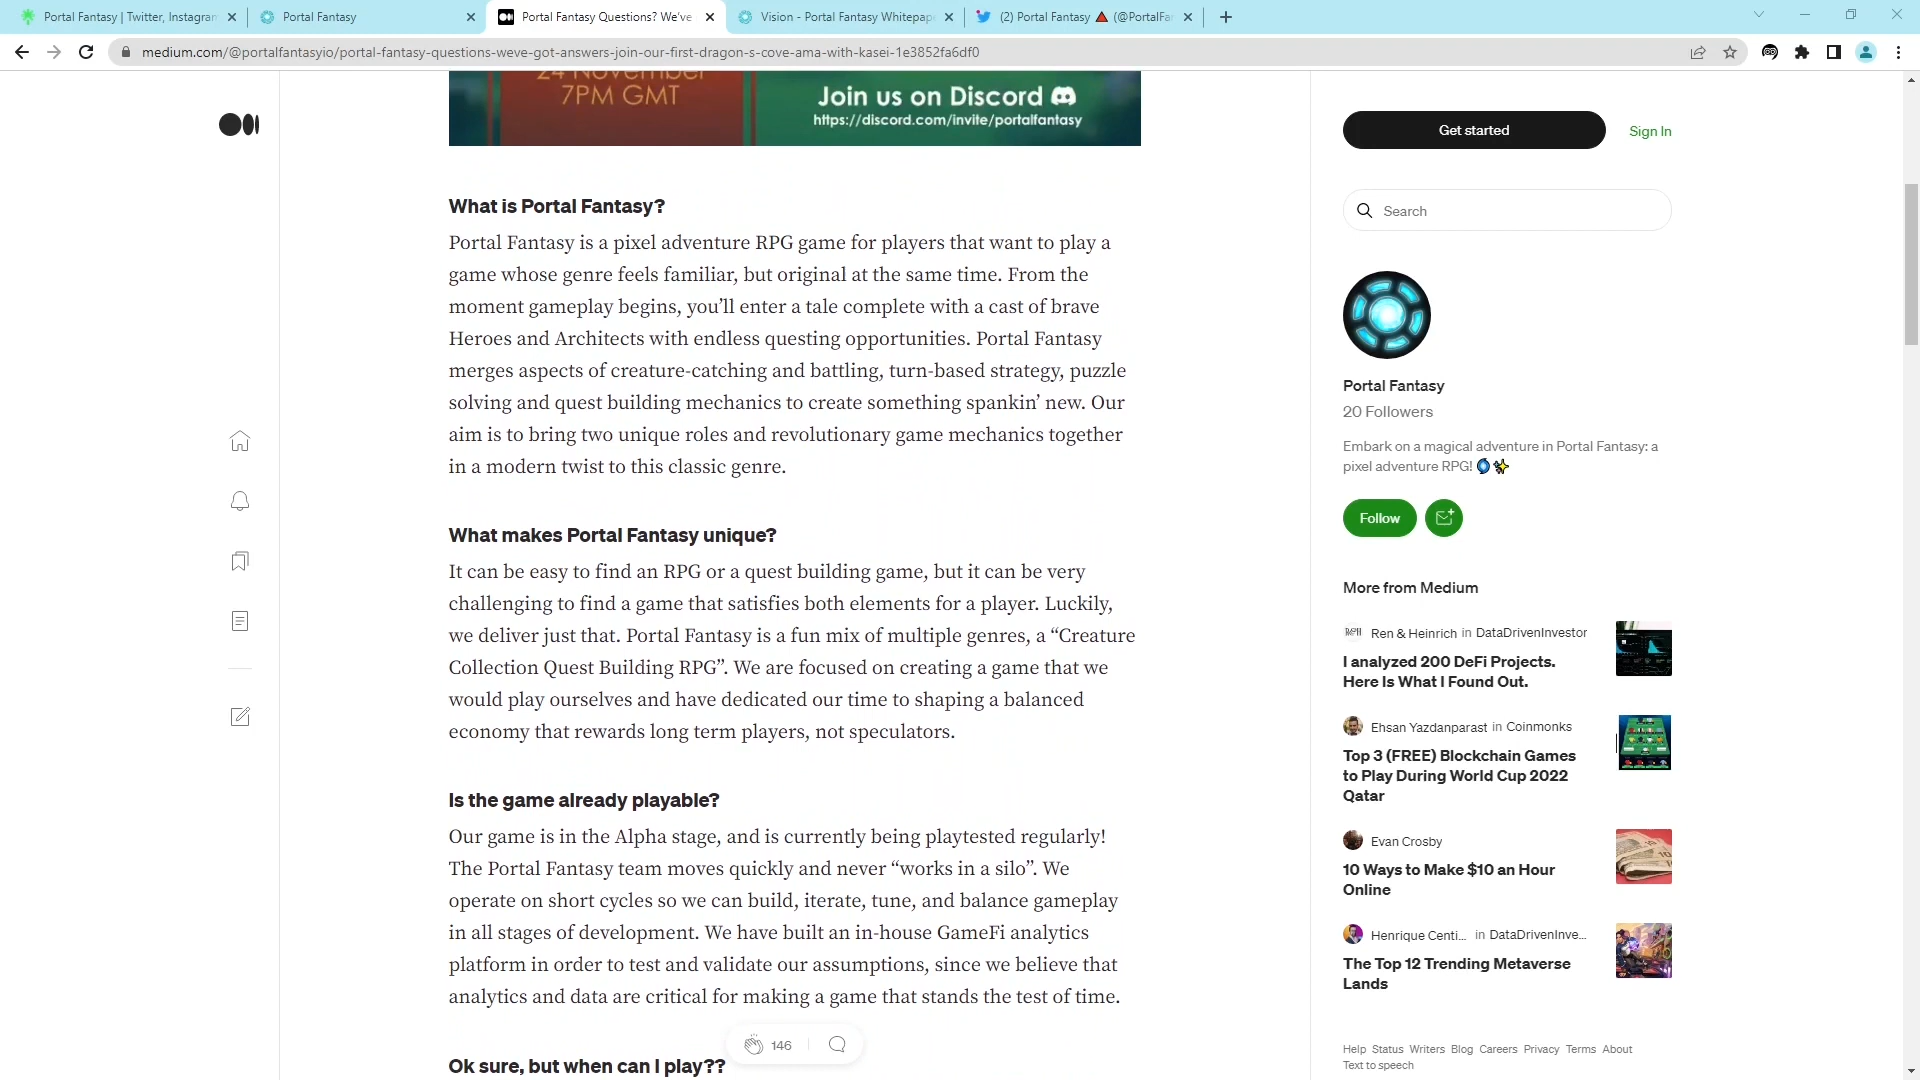 Portal Fantasy | Twitter, Instagram
Portal Fantasy
Portal Fantasy Questions? We've
Vision - Portal Fantasy Whitepape
(2) Portal Fantasy 🔺 (@PortalFa
medium.com/@portalfantasyio/portal-fantasy-questions-weve-got-answers-join-our-first-dragon-s-cove-ama-with-kasei-1e3852fa6df0
24 November
7PM GMT
Join us on Discord
https://discord.com/invite/portalfantasy
What is Portal Fantasy?
Portal Fantasy is a pixel adventure RPG game for players that want to play a
game whose genre feels familiar, but original at the same time. From the
moment gameplay begins, you’ll enter a tale complete with a cast of brave
Heroes and Architects with endless questing opportunities. Portal Fantasy
merges aspects of creature-catching and battling, turn-based strategy, puzzle
solving and quest building mechanics to create something spankin’ new. Our
aim is to bring two unique roles and revolutionary game mechanics together
in a modern twist to this classic genre.
What makes Portal Fantasy unique?
It can be easy to find an RPG or a quest building game, but it can be very
challenging to find a game that satisfies both elements for a player. Luckily,
we deliver just that. Portal Fantasy is a fun mix of multiple genres, a “Creature
Collection Quest Building RPG”. We are focused on creating a game that we
would play ourselves and have dedicated our time to shaping a balanced
economy that rewards long term players, not speculators.
Is the game already playable?
Our game is in the Alpha stage, and is currently being playtested regularly!
The Portal Fantasy team moves quickly and never “works in a silo”. We
operate on short cycles so we can build, iterate, tune, and balance gameplay
in all stages of development. We have built an in-house GameFi analytics
platform in order to test and validate our assumptions, since we believe that
analytics and data are critical for making a game that stands the test of time.
146
Ok sure, but when can I play??
Get started
Sign In
Search
Portal Fantasy
20 Followers
Embark on a magical adventure in Portal Fantasy: a
pixel adventure RPG! 🌀✨
Follow
More from Medium
Ren & Heinrich in DataDrivenInvestor
I analyzed 200 DeFi Projects.
Here Is What I Found Out.
Ehsan Yazdanparast in Coinmonks
Top 3 (FREE) Blockchain Games
to Play During World Cup 2022
Qatar
Evan Crosby
10 Ways to Make $10 an Hour
Online
Henrique Centi... in DataDrivenInve...
The Top 12 Trending Metaverse
Lands
Help Status Writers Blog Careers Privacy Terms About
Text to speech